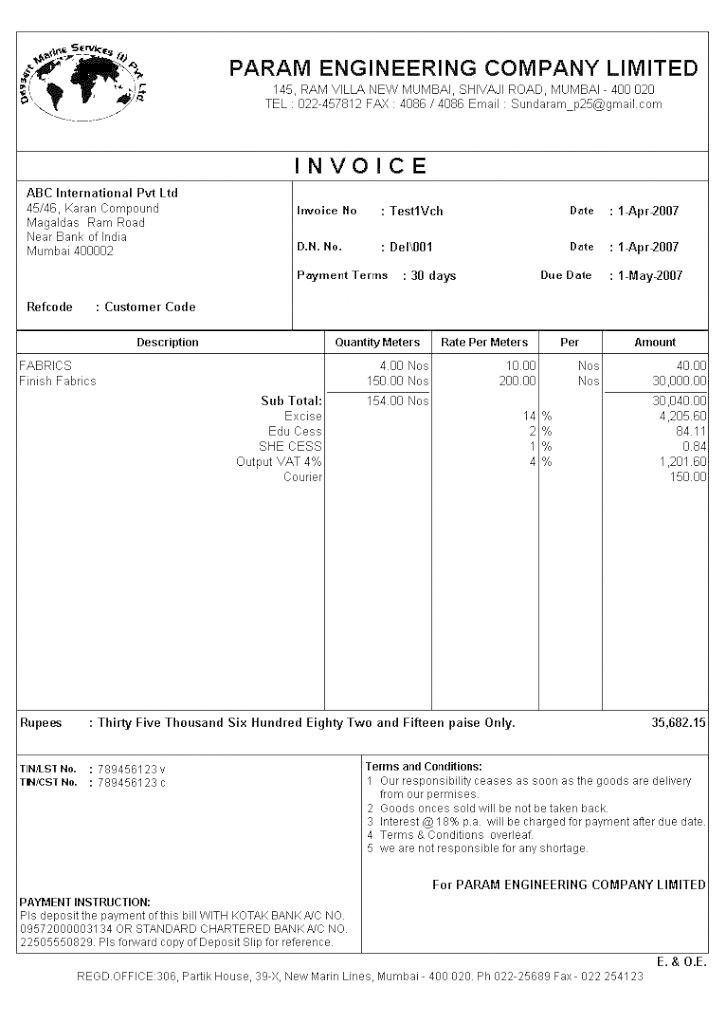 Dessert Marine Services (I) Pvt Ltd
PARAM ENGINEERING COMPANY LIMITED
145, RAM VILLA NEW MUMBAI, SHIVAJI ROAD, MUMBAI - 400 020
TEL : 022-457812 FAX : 4086 / 4086 Email : Sundaram_p25@gmail.com
INVOICE
ABC International Pvt Ltd
45/46, Karan Compound
Magaldas Ram Road
Near Bank of India
Mumbai 400002
Refcode : Customer Code
Invoice No : Test1Vch Date : 1-Apr-2007
D.N. No. : Del\001 Date : 1-Apr-2007
Payment Terms : 30 days Due Date : 1-May-2007
Description Quantity Meters Rate Per Meters Per Amount
FABRICS 4.00 Nos 10.00 Nos 40.00
Finish Fabrics 150.00 Nos 200.00 Nos 30,000.00
Sub Total: 154.00 Nos 30,040.00
Excise 14 % 4,205.60
Edu Cess 2 % 84.11
SHE CESS 1 % 0.84
Output VAT 4% 4 % 1,201.60
Courier 150.00
Rupees : Thirty Five Thousand Six Hundred Eighty Two and Fifteen paise Only. 35,682.15
TIN/LST No. : 789456123 v
TIN/CST No. : 789456123 c
PAYMENT INSTRUCTION:
Pls deposit the payment of this bill WITH KOTAK BANK A/C NO.
09572000003134 OR STANDARD CHARTERED BANK A/C NO.
22505550829. Pls forward copy of Deposit Slip for reference.
Terms and Conditions:
1 Our responsibility ceases as soon as the goods are delivery
from our permises.
2 Goods onces sold will be not be taken back.
3 Interest @ 18% p.a. will be charged for payment after due date.
4 Terms & Conditions overleaf.
5 we are not responsible for any shortage.
For PARAM ENGINEERING COMPANY LIMITED
E. & O.E.
REGD.OFFICE:306, Partik House, 39-X, New Marin Lines, Mumbai - 400 020. Ph 022-25689 Fax - 022 254123